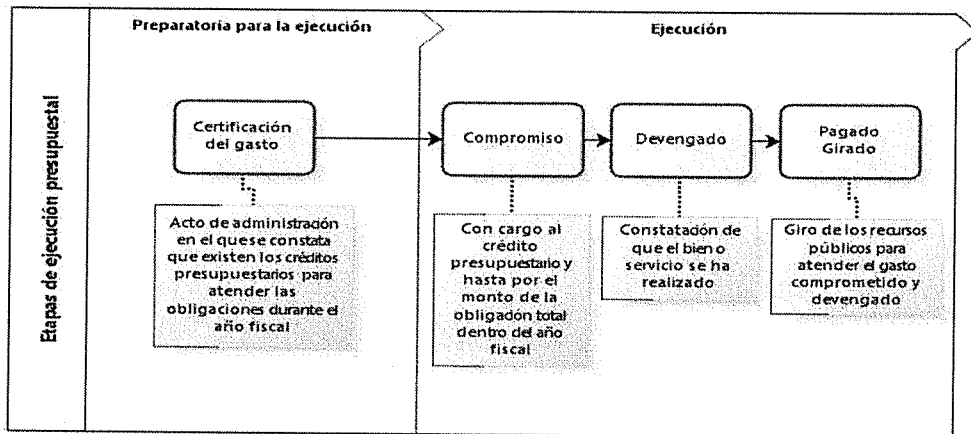 Preparatoria para la ejecución
Ejecución
Etapas de ejecución presupuestal
Certificación
del gasto
Compromiso
Devengado
Pagado
Girado
Acto de administración
en el que se constata
que existen los créditos
presupuestarios para
atender las
obligaciones durante el
año fiscal
Con cargo al
crédito
presupuestario y
hasta por el
monto de la
obligación total
dentro del año
fiscal
Constatación de
que el bien o
servicio se ha
realizado
Giro de los recursos
públicos para
atender el gasto
comprometido y
devengado